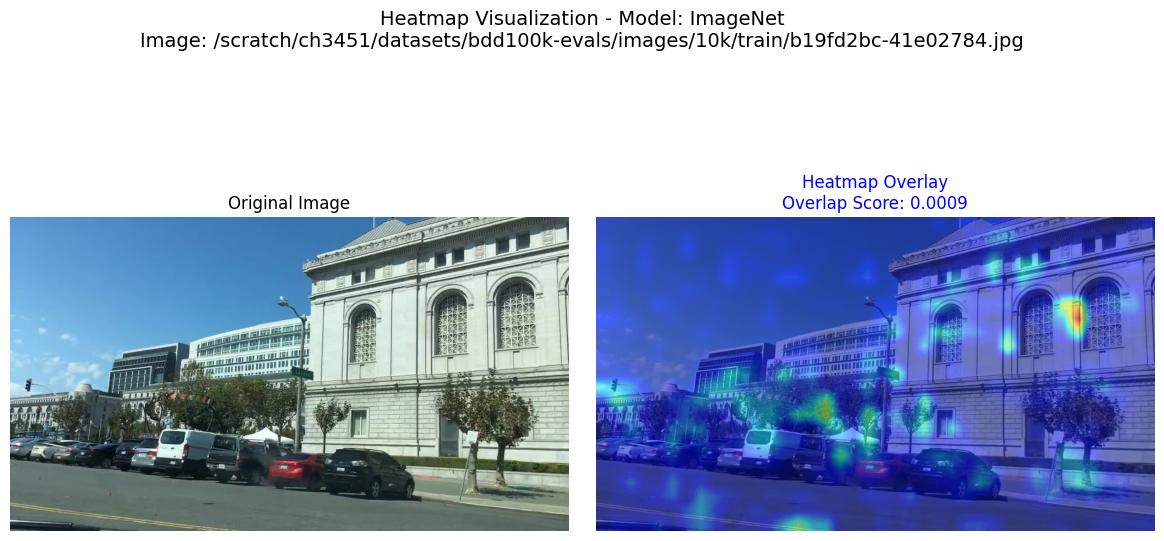 Heatmap Visualization - Model: ImageNet
Image: /scratch/ch3451/datasets/bdd100k-evals/images/10k/train/b19fd2bc-41e02784.jpg
Original Image
Heatmap Overlay
Overlap Score: 0.0009